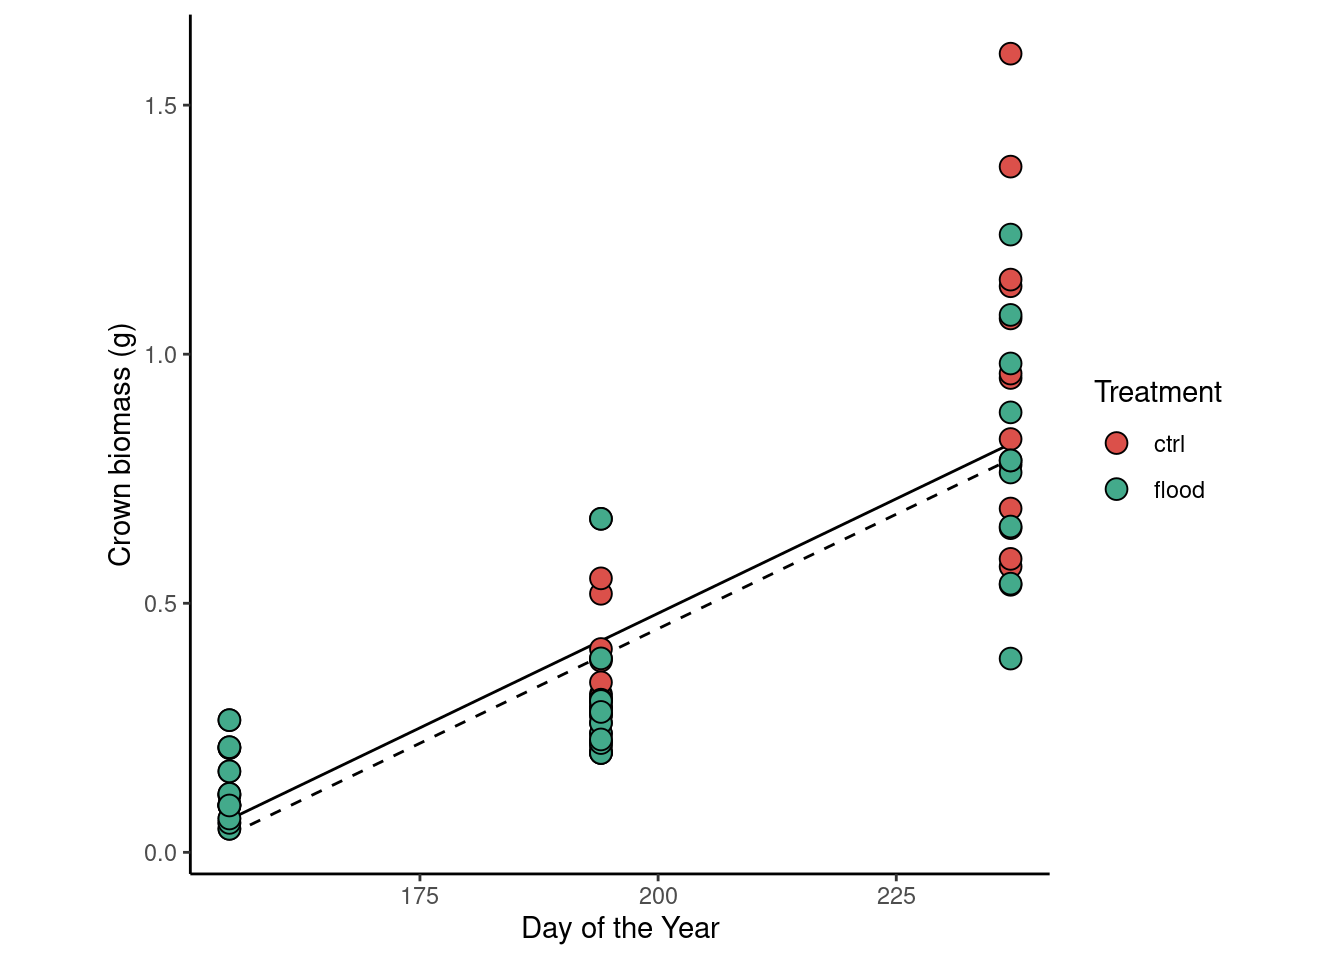 1.5
1.0
0.5
0.0
Crown biomass (g)
175
200
225
Day of the Year
Treatment
ctrl
flood